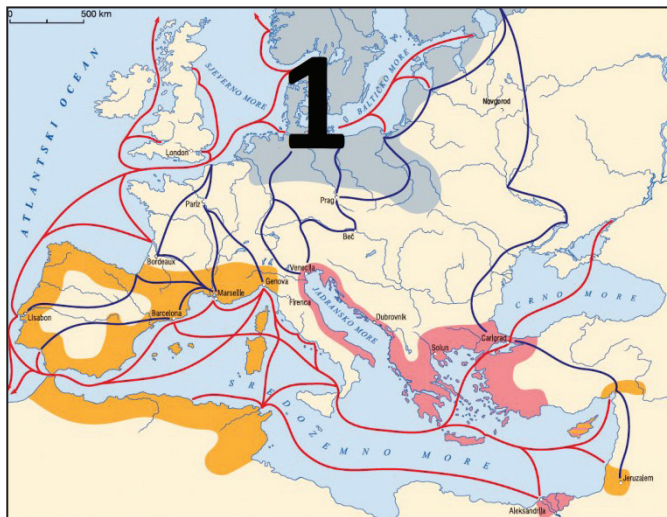 0 500 km
1
ATLANTSKI OCEAN
SJEVERNO MORE
BALTIČKO MORE
Novgorod
London
Pariz
Prag
Beč
Bordeaux
Venecija
Lisabon
Barcelona
Marseille
Genova
Firenca
JADRANSKO MORE
Dubrovnik
CRNO MORE
Solun
Carigrad
SREDOZEMNO MORE
Jeruzalem
Aleksandrija